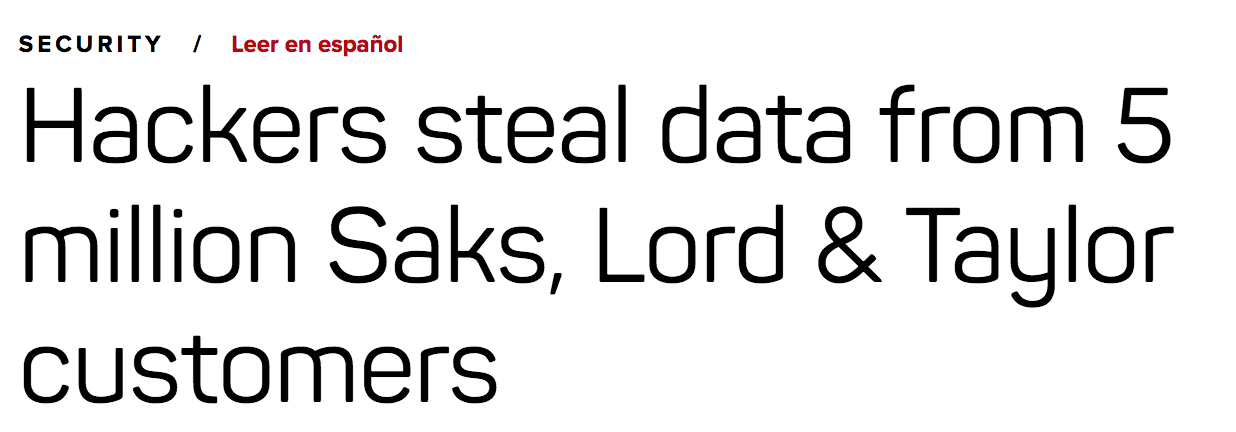 SECURITY / Leer en español
Hackers steal data from 5
million Saks, Lord & Taylor
customers